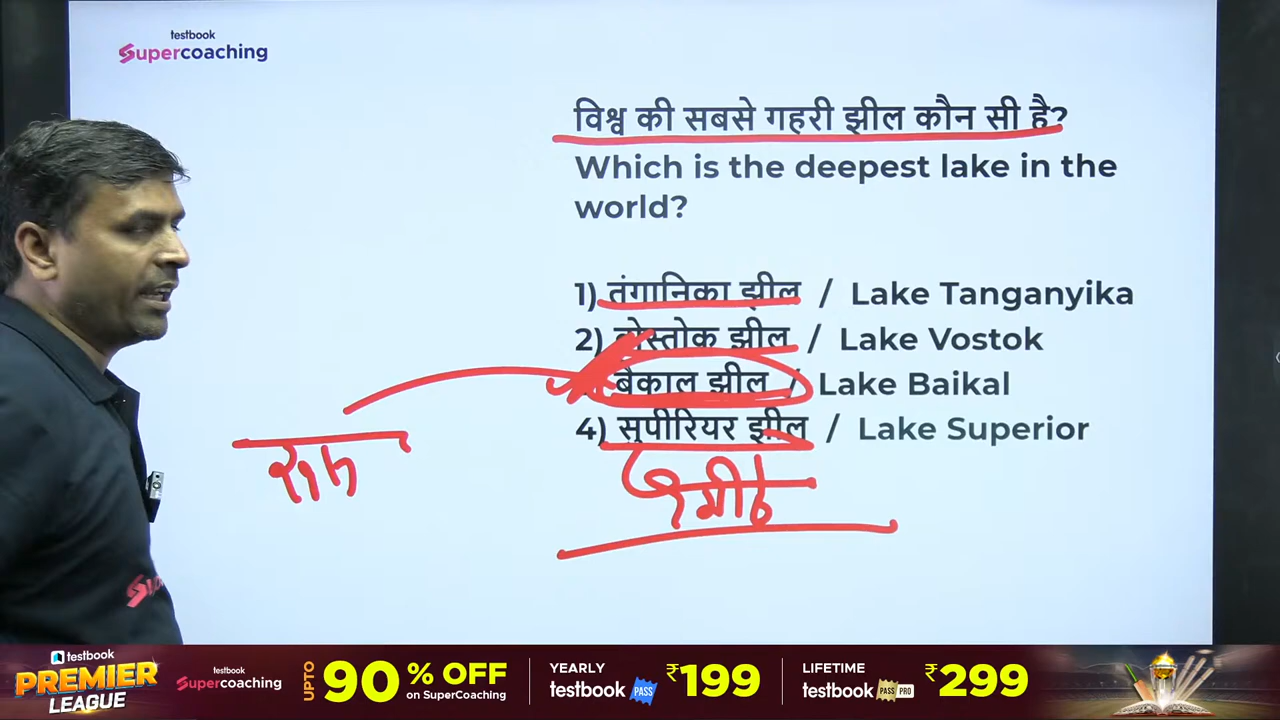 testbook
Supercoaching
विश्व की सबसे गहरी झील कौन सी है?
Which is the deepest lake in the
world?
1) तंगानिका झील / Lake Tanganyika
2) वोस्तोक झील / Lake Vostok
बैकाल झील / Lake Baikal
4) सुपीरियर झील / Lake Superior
testbook
PREMIER
LEAGUE
testbook
Supercoaching
UPTO
90 % OFF
on SuperCoaching
YEARLY
testbook PASS
₹199
LIFETIME
testbook PASS PRO
₹299